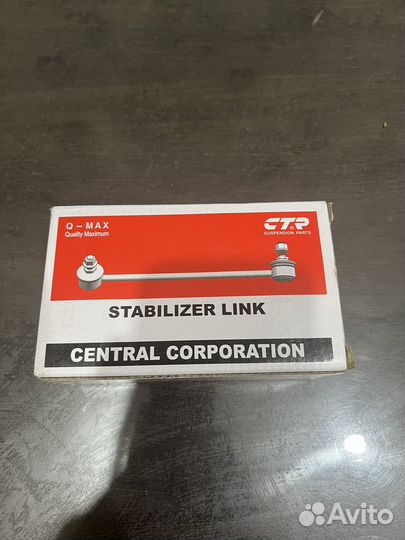 Q – MAX
Quality Maximum
CTR®
SUSPENSION PARTS
STABILIZER LINK
CENTRAL CORPORATION
Avito